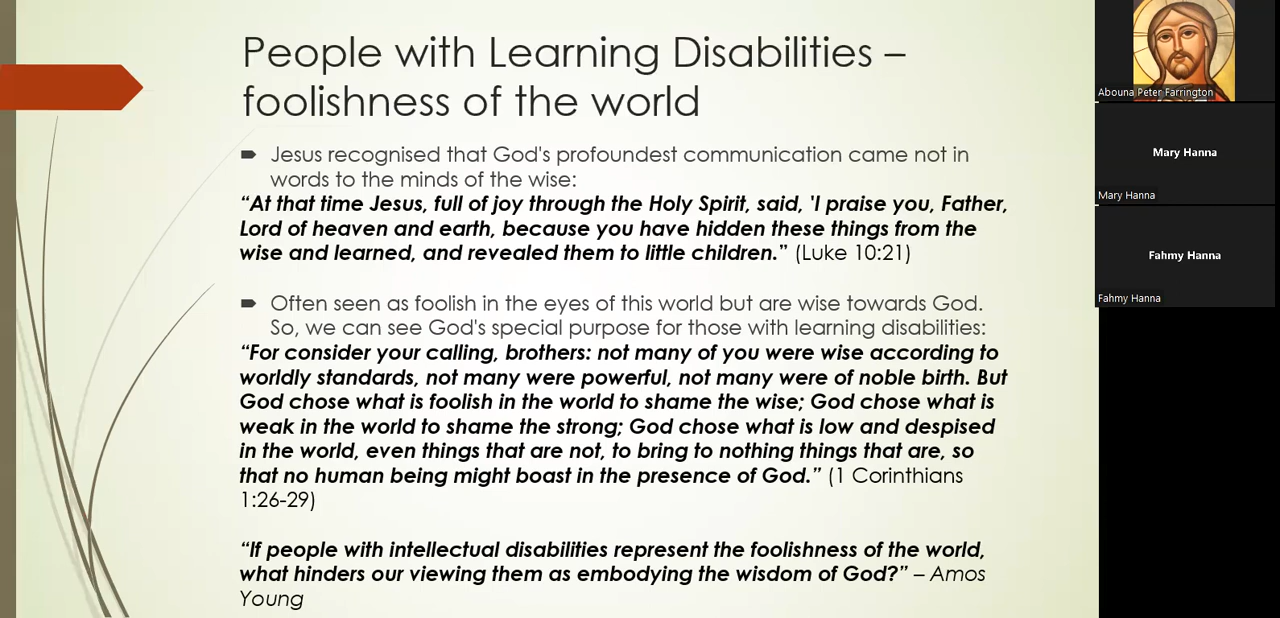 People with Learning Disabilities –
foolishness of the world
Jesus recognised that God's profoundest communication came not in
words to the minds of the wise:
“At that time Jesus, full of joy through the Holy Spirit, said, 'I praise you, Father,
Lord of heaven and earth, because you have hidden these things from the
wise and learned, and revealed them to little children.” (Luke 10:21)
Often seen as foolish in the eyes of this world but are wise towards God.
So, we can see God's special purpose for those with learning disabilities:
“For consider your calling, brothers: not many of you were wise according to
worldly standards, not many were powerful, not many were of noble birth. But
God chose what is foolish in the world to shame the wise; God chose what is
weak in the world to shame the strong; God chose what is low and despised
in the world, even things that are not, to bring to nothing things that are, so
that no human being might boast in the presence of God.” (1 Corinthians
1:26-29)
“If people with intellectual disabilities represent the foolishness of the world,
what hinders our viewing them as embodying the wisdom of God?” – Amos
Young
Abouna Peter Farrington
Mary Hanna
Mary Hanna
Fahmy Hanna
Fahmy Hanna